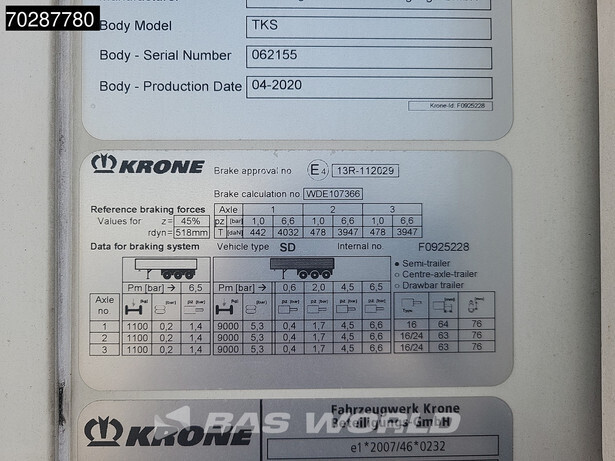 70287780
Body Model TKS
Body - Serial Number 062155
Body - Production Date 04-2020
Krone-Id: F0925228
KRONE Brake approval no E4 13R-112029
Brake calculation no WDE107366
Reference braking forces Axle 1 2 3
Values for z= 45% pz [bar] 1,0 6,6 1,0 6,6 1,0 6,6
rdyn= 518mm T [daN] 442 4032 478 3947 478 3947
Data for braking system Vehicle type SD Internal no F0925228
● Semi-trailer
○ Centre-axle-trailer
○ Drawbar trailer
Pm [bar] → 6,5 Pm [bar] → 0,6 2,0 4,5 6,5
Axle no
1 1100 0,2 1,4 9000 5,3 0,4 1,7 4,5 6,6 16 64 76
2 1100 0,2 1,4 9000 5,3 0,4 1,7 4,5 6,6 16/24 63 76
3 1100 0,2 1,4 9000 5,3 0,4 1,7 4,5 6,6 16/24 63 76
BAS WORLD
KRONE Fahrzeugwerk Krone
Beteiligungs-GmbH
e1*2007/46*0232